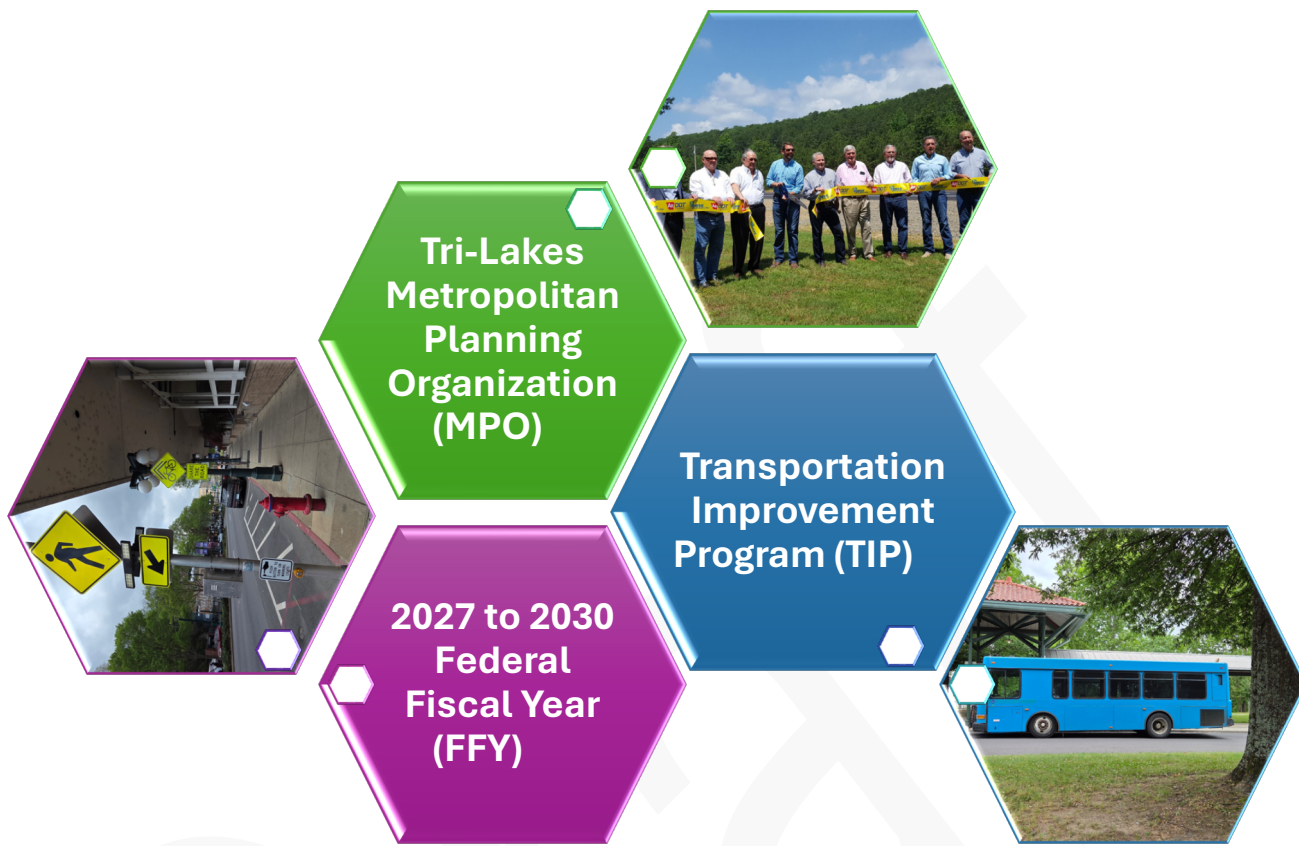 Tri-Lakes
Metropolitan
Planning
Organization
(MPO)
Transportation
Improvement
Program (TIP)
2027 to 2030
Federal
Fiscal Year
(FFY)